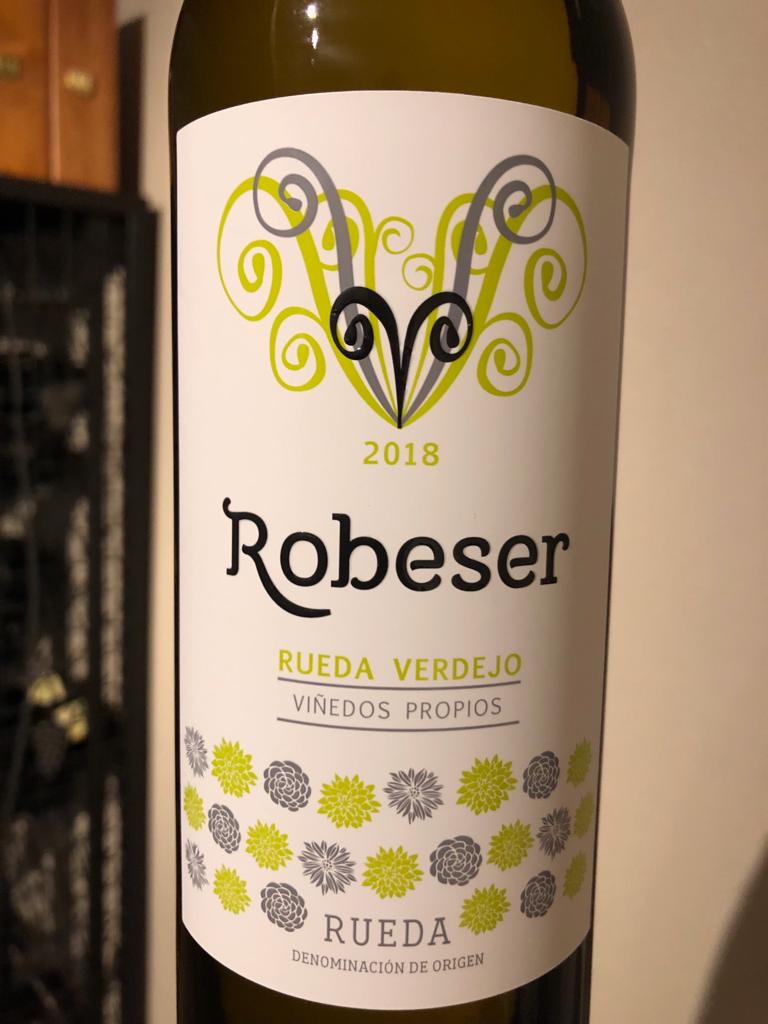 2018
Robeser
RUEDA VERDEJO
VIÑEDOS PROPIOS
RUEDA
DENOMINACIÓN DE ORIGEN